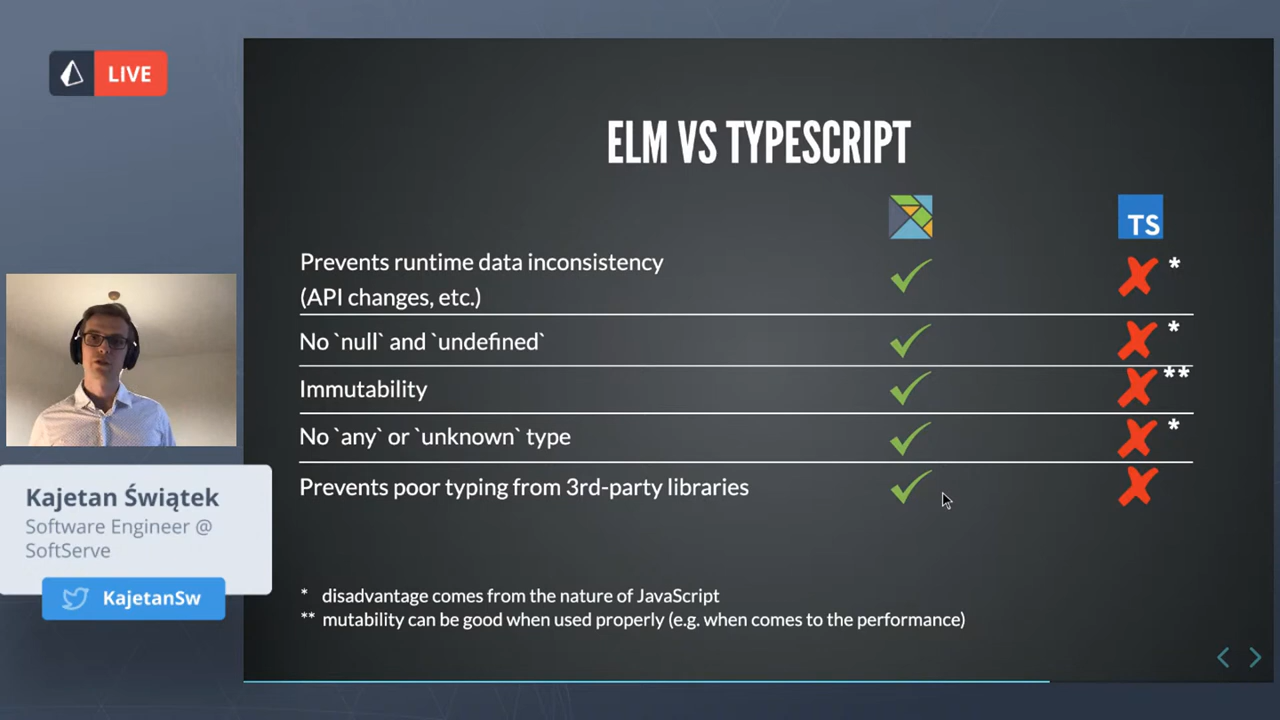 LIVE
ELM VS TYPESCRIPT
TS
Prevents runtime data inconsistency
(API changes, etc.)
*
No `null` and `undefined`
*
Immutability
**
No `any` or `unknown` type
*
Prevents poor typing from 3rd-party libraries
Kajetan Świątek
Software Engineer @
SoftServe
KajetanSw
* disadvantage comes from the nature of JavaScript
** mutability can be good when used properly (e.g. when comes to the performance)